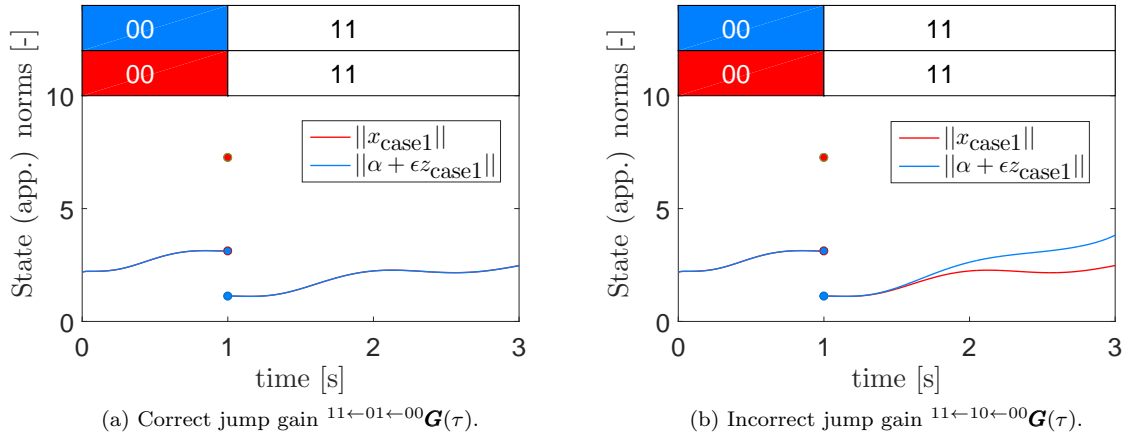 00 11
00 11
10
5
0
0 1 2 3
State (app.) norms [-]
time [s]
||x_case1||
||α + ϵz_case1||
(a) Correct jump gain ^{11←01←00}G(τ).
00 11
00 11
10
5
0
0 1 2 3
State (app.) norms [-]
time [s]
||x_case1||
||α + ϵz_case1||
(b) Incorrect jump gain ^{11←10←00}G(τ).